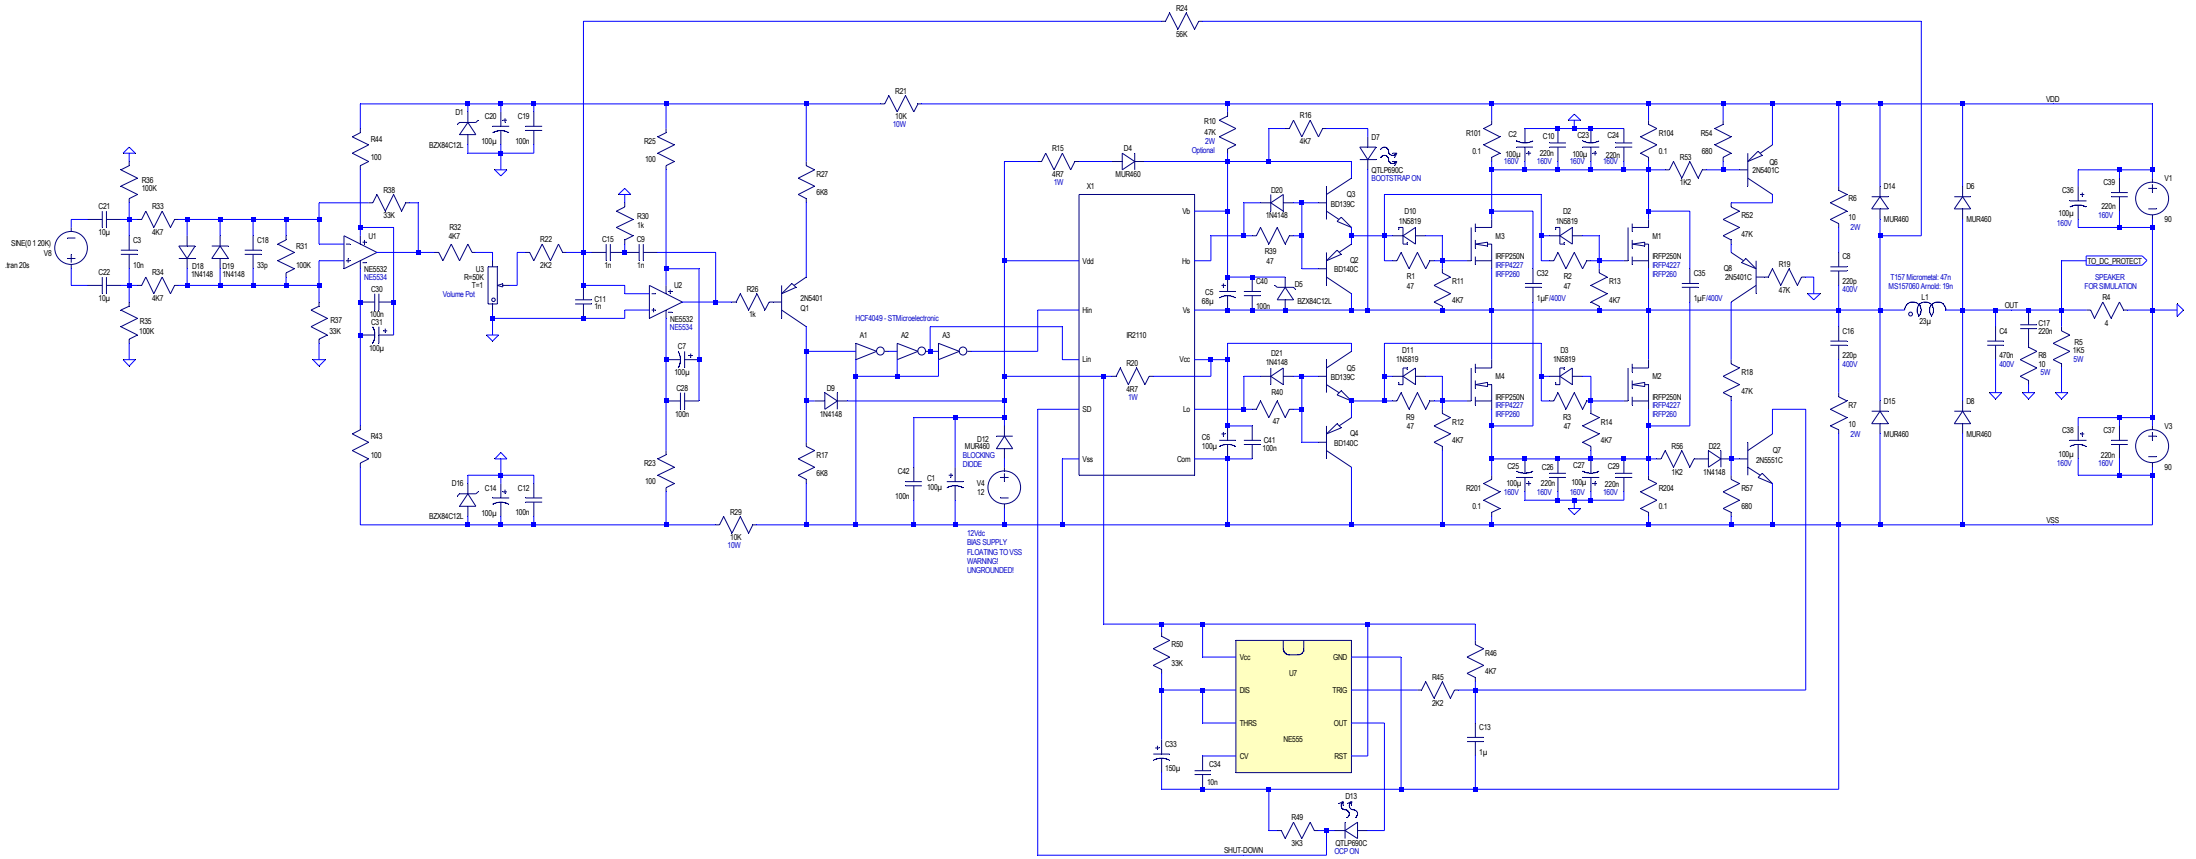 R24
56K
R21
10K
10W
VDD
D1
BZX84C12L
C20
100µ
C19
100n
R44
100
R25
100
R27
6K8
R15
4R7
1W
D4
MUR460
R10
47K
2W
Optional
R16
4K7
D7
QTLP690C
BOOTSTRAP ON
R101
0.1
C2
100µ
160V
C10
220n
C23
100µ
160V
C24
220n
160V
R104
0.1
R54
680
R53
1K2
Q6
2N5401C
R36
100K
C21
10µ
R33
4K7
R38
33K
SINE(0 1 20K)
V8
.tran 20s
C3
10n
D18
1N4148
D19
1N4148
C18
33p
R31
100K
C22
10µ
R34
4K7
R35
100K
R37
33K
U1
NE5532
NE5534
C30
100n
C31
100µ
R32
4K7
U3
R=50K
T=1
Volume Pot
R22
2K2
C15
1n
R30
1k
C9
1n
C11
1n
U2
NE5532
NE5534
C7
100µ
C28
100n
R26
1k
2N5401
Q1
HCF4049 - STMicroelectronic
A1
A2
A3
D9
1N4148
R17
6K8
R43
100
R23
100
D16
BZX84C12L
C14
100µ
C12
100n
R29
10K
10W
C42
100n
C1
100µ
D12
MUR460
BLOCKING
DIODE
V4
12
12Vdc
BIAS SUPPLY
FLOATING TO VSS
WARNING!
UNGROUNDED!
X1
IR2110
Vb
Vdd
Ho
Hin
Vs
Lin
Vcc
SD
Lo
Vss
Com
R20
4R7
1W
D20
1N4148
R39
47
Q3
BD139C
Q2
BD140C
C5
68µ
C40
100n
D5
BZX84C12L
D21
1N4148
R40
47
Q5
BD139C
Q4
BD140C
C6
100µ
C41
100n
D10
1N5819
R1
47
R11
4K7
M3
IRFP250N
IRFP4227
IRFP260
D2
1N5819
R2
47
R13
4K7
M1
IRFP250N
IRFP4227
IRFP260
C32
1µF/400V
C35
1µF/400V
D11
1N5819
R9
47
R12
4K7
M4
IRFP250N
IRFP4227
IRFP260
D3
1N5819
R3
47
R14
4K7
M2
IRFP250N
IRFP4227
IRFP260
R201
0.1
C25
100µ
160V
C26
220n
C27
100µ
160V
C29
220n
160V
R204
0.1
R56
1K2
D22
1N4148
R57
680
Q7
2N5551C
R52
47K
Q8
2N5401C
R19
47K
R18
47K
R6
10
2W
C8
220p
400V
C16
220p
400V
R7
10
2W
D14
MUR460
D6
MUR460
D15
MUR460
D8
MUR460
T157 Micrometal: 47n
MS157060 Arnold: 19n
L1
23µ
OUT
TO_DC_PROTECT
SPEAKER
FOR SIMULATION
R4
4
C4
470n
400V
C17
220n
R8
10
5W
R5
1K5
5W
C36
100µ
160V
C39
220n
160V
V1
90
C38
100µ
160V
C37
220n
160V
V3
90
VSS
R50
33K
C33
150µ
C34
10n
Vcc
GND
U7
DIS
TRIG
THRS
OUT
NE555
CV
RST
R45
2K2
R46
4K7
C13
1µ
R49
3K3
D13
QTLP690C
OCP ON
SHUT-DOWN